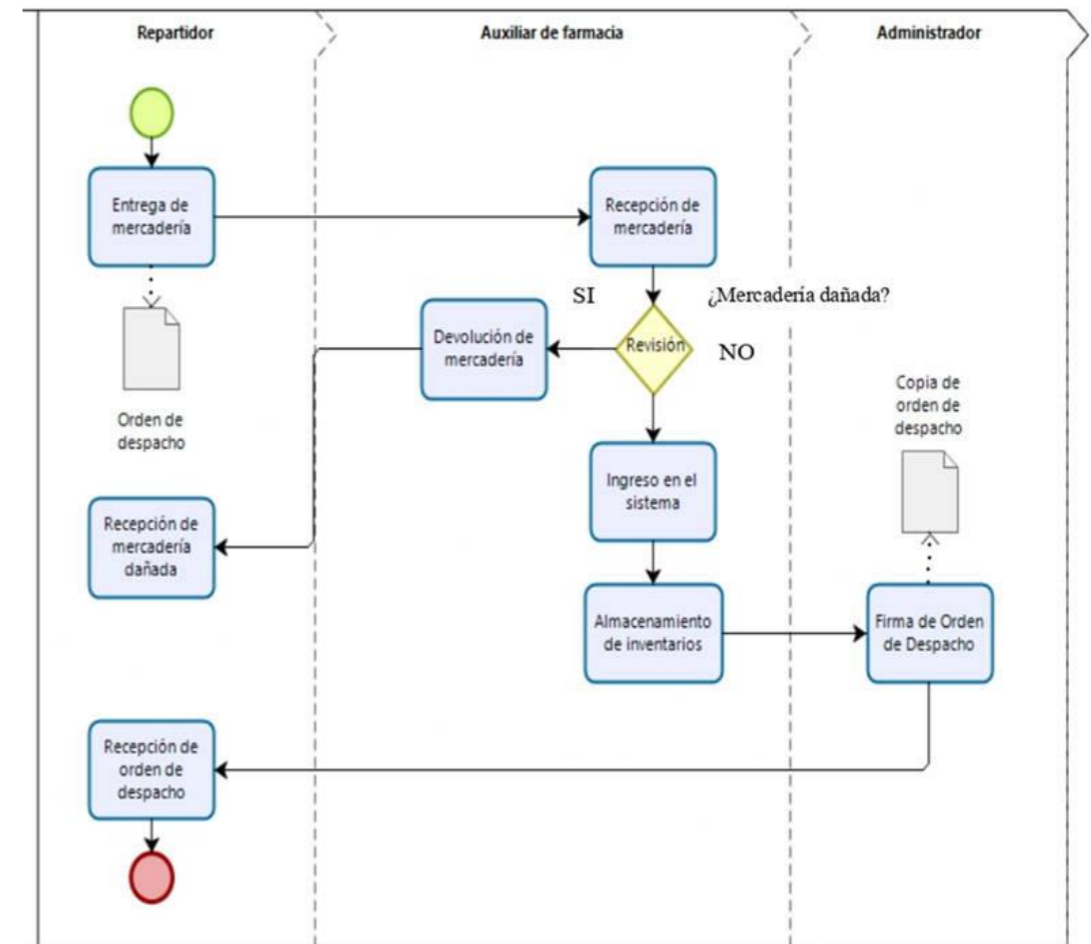 Repartidor
Auxiliar de farmacia
Administrador
Entrega de
mercadería
Recepción de
mercadería
Orden de
despacho
SI
¿Mercadería dañada?
Devolución de
mercadería
Revisión
NO
Copia de
orden de
despacho
Ingreso en el
sistema
Recepción de
mercadería
dañada
Almacenamiento
de inventarios
Firma de Orden
de Despacho
Recepción de
orden de
despacho